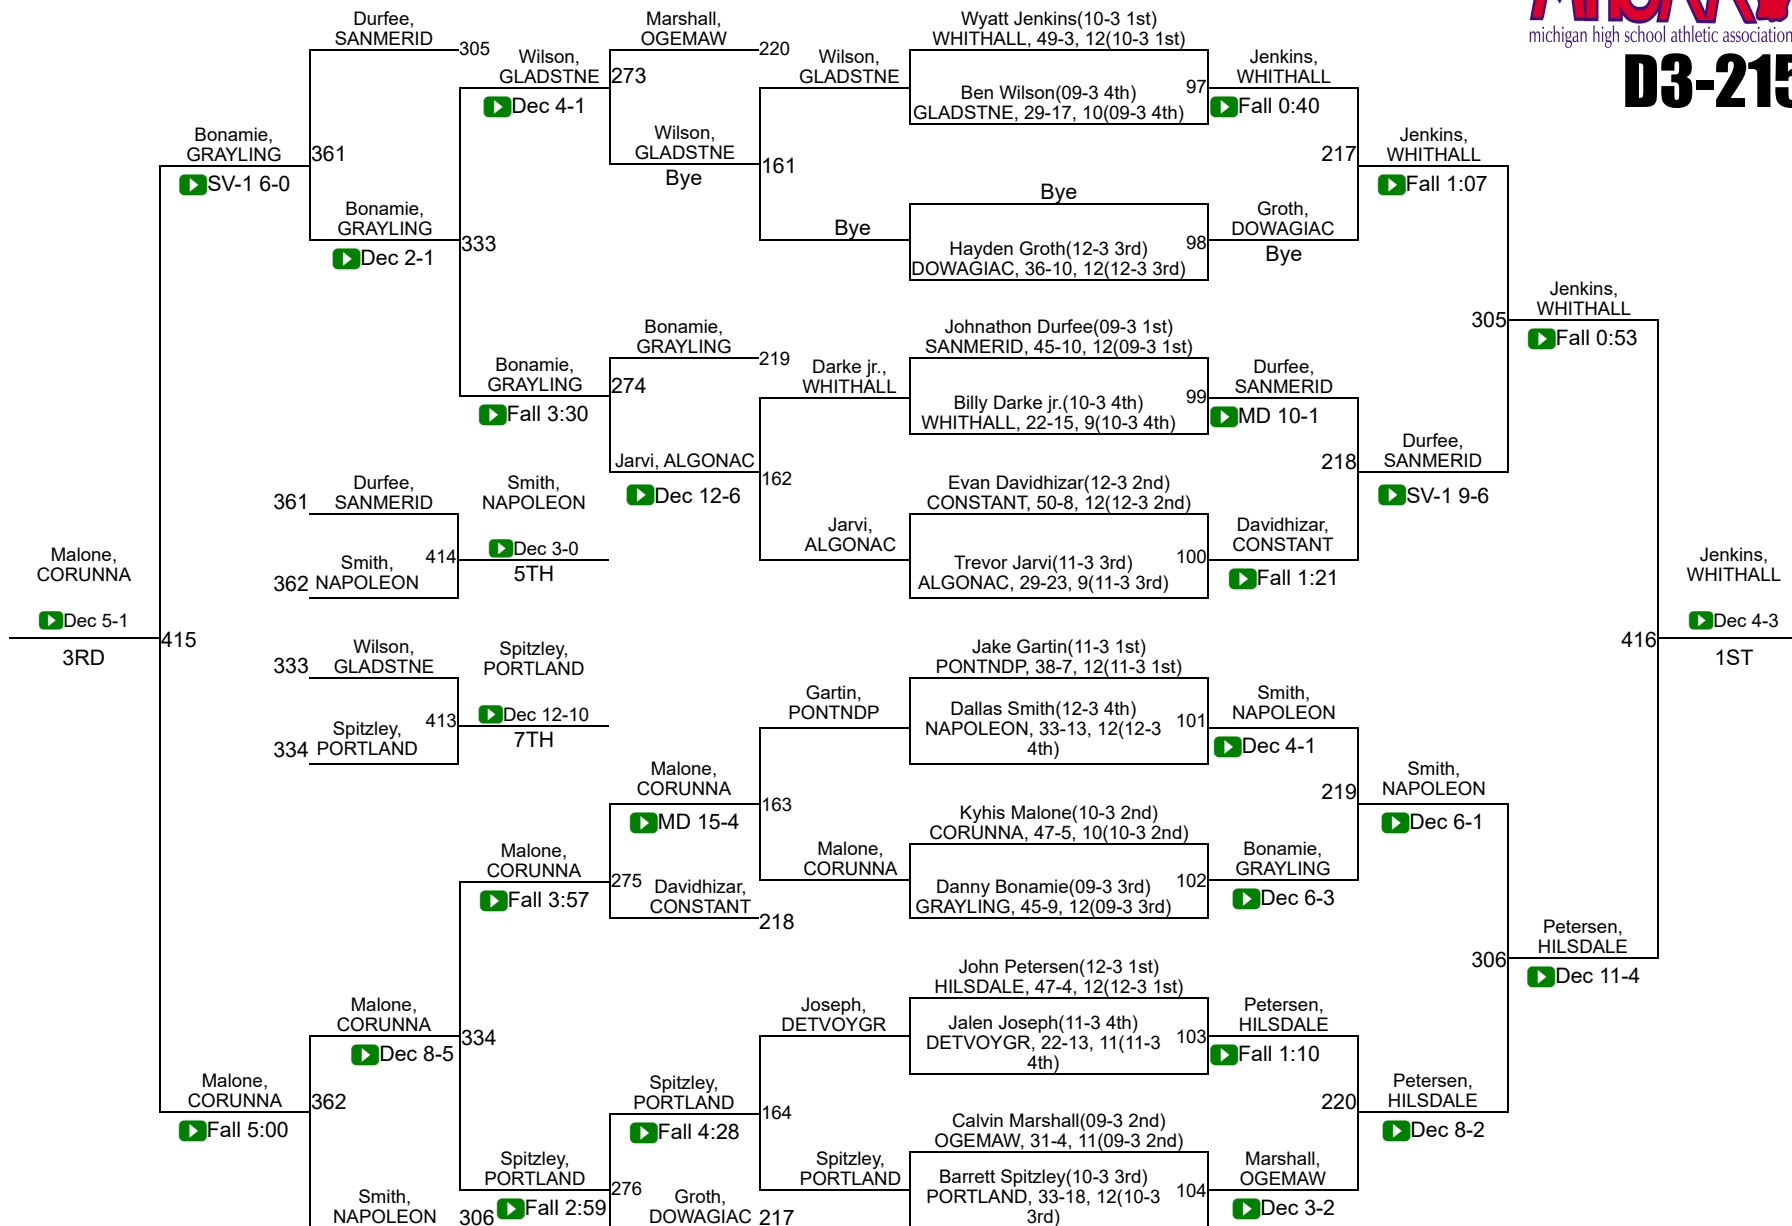 MHSAA
michigan high school athletic association
D3-215
Durfee,
SANMERID
305
Marshall,
OGEMAW
220
Wilson,
GLADSTNE
273
Dec 4-1
Wilson,
GLADSTNE
Wyatt Jenkins(10-3 1st)
WHITHALL, 49-3, 12(10-3 1st)
Ben Wilson(09-3 4th)
GLADSTNE, 29-17, 10(09-3 4th)
97
Jenkins,
WHITHALL
Fall 0:40
Bonamie,
GRAYLING
361
SV-1 6-0
Wilson,
GLADSTNE
Bye
161
217
Jenkins,
WHITHALL
Fall 1:07
Bonamie,
GRAYLING
Dec 2-1
333
Bye
Bye
Hayden Groth(12-3 3rd)
DOWAGIAC, 36-10, 12(12-3 3rd)
98
Groth,
DOWAGIAC
Bye
305
Jenkins,
WHITHALL
Fall 0:53
Bonamie,
GRAYLING
219
Bonamie,
GRAYLING
274
Fall 3:30
Darke jr.,
WHITHALL
Johnathon Durfee(09-3 1st)
SANMERID, 45-10, 12(09-3 1st)
Billy Darke jr.(10-3 4th)
WHITHALL, 22-15, 9(10-3 4th)
99
Durfee,
SANMERID
MD 10-1
Jarvi, ALGONAC
Dec 12-6
162
218
Durfee,
SANMERID
SV-1 9-6
361
Durfee,
SANMERID
Smith,
NAPOLEON
362
Smith,
NAPOLEON
414
Dec 3-0
5TH
Jarvi,
ALGONAC
Evan Davidhizar(12-3 2nd)
CONSTANT, 50-8, 12(12-3 2nd)
Trevor Jarvi(11-3 3rd)
ALGONAC, 29-23, 9(11-3 3rd)
100
Davidhizar,
CONSTANT
Fall 1:21
Malone,
CORUNNA
Dec 5-1
3RD
415
416
Jenkins,
WHITHALL
Dec 4-3
1ST
333
Wilson,
GLADSTNE
Spitzley,
PORTLAND
334
Spitzley,
PORTLAND
413
Dec 12-10
7TH
Gartin,
PONTNDP
Jake Gartin(11-3 1st)
PONTNDP, 38-7, 12(11-3 1st)
Dallas Smith(12-3 4th)
NAPOLEON, 33-13, 12(12-3
4th)
101
Smith,
NAPOLEON
Dec 4-1
Malone,
CORUNNA
MD 15-4
163
219
Smith,
NAPOLEON
Dec 6-1
Malone,
CORUNNA
Fall 3:57
275
Davidhizar,
CONSTANT
218
Malone,
CORUNNA
Kyhis Malone(10-3 2nd)
CORUNNA, 47-5, 10(10-3 2nd)
Danny Bonamie(09-3 3rd)
GRAYLING, 45-9, 12(09-3 3rd)
102
Bonamie,
GRAYLING
Dec 6-3
306
Petersen,
HILSDALE
Dec 11-4
Malone,
CORUNNA
Dec 8-5
334
Joseph,
DETVOYGR
John Petersen(12-3 1st)
HILSDALE, 47-4, 12(12-3 1st)
Jalen Joseph(11-3 4th)
DETVOYGR, 22-13, 11(11-3
4th)
103
Petersen,
HILSDALE
Fall 1:10
Malone,
CORUNNA
Fall 5:00
362
Spitzley,
PORTLAND
Fall 4:28
164
220
Petersen,
HILSDALE
Dec 8-2
Smith,
NAPOLEON
306
Spitzley,
PORTLAND
Fall 2:59
276
Groth,
DOWAGIAC
217
Spitzley,
PORTLAND
Calvin Marshall(09-3 2nd)
OGEMAW, 31-4, 11(09-3 2nd)
Barrett Spitzley(10-3 3rd)
PORTLAND, 33-18, 12(10-3
3rd)
104
Marshall,
OGEMAW
Dec 3-2